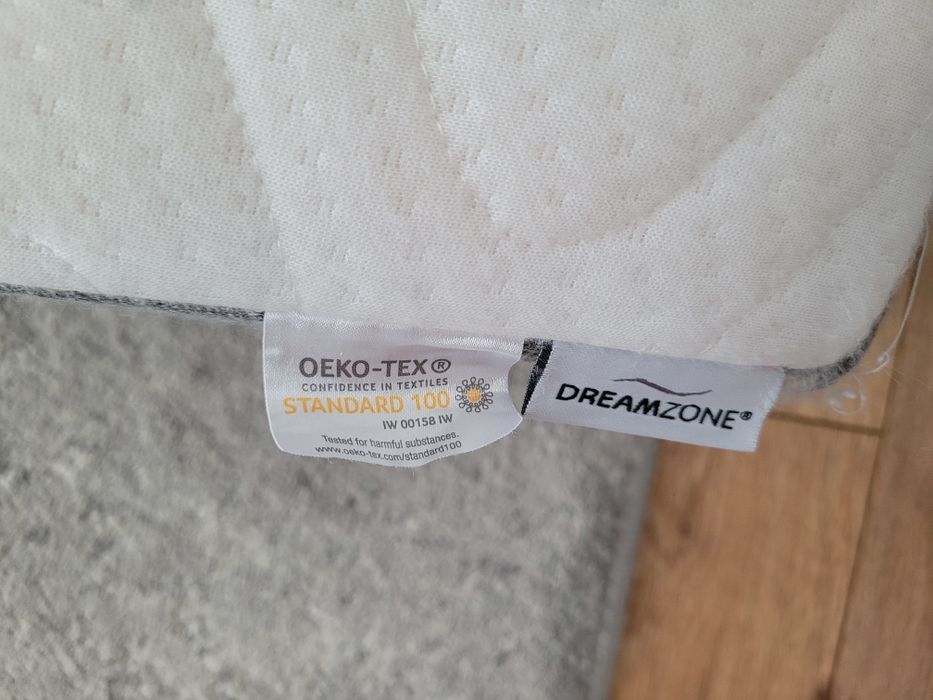 OEKO-TEX®
CONFIDENCE IN TEXTILES
STANDARD 100
IW 00158 IW
Tested for harmful substances.
www.oeko-tex.com/standard100
DREAMZONE®